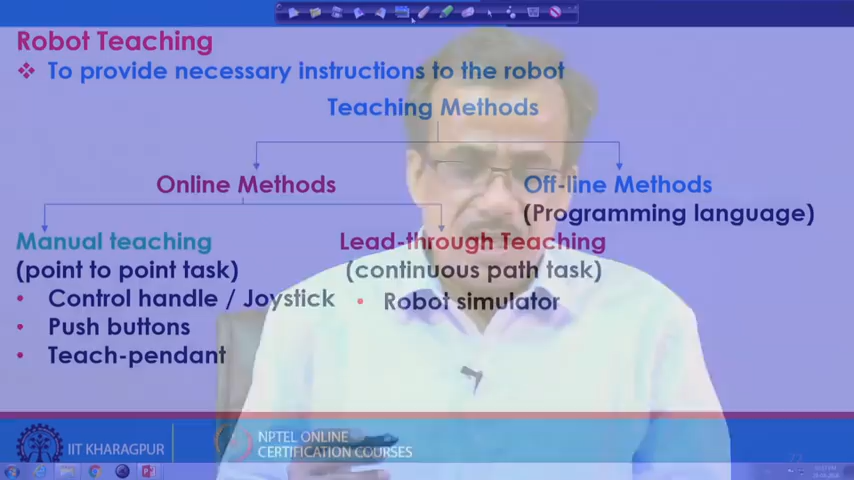 Robot Teaching
❖ To provide necessary instructions to the robot
Teaching Methods
Online Methods
Off-line Methods
(Programming language)
Manual teaching
(point to point task)
• Control handle / Joystick
• Push buttons
• Teach-pendant
Lead-through Teaching
(continuous path task)
• Robot simulator
IIT KHARAGPUR
NPTEL ONLINE
CERTIFICATION COURSES